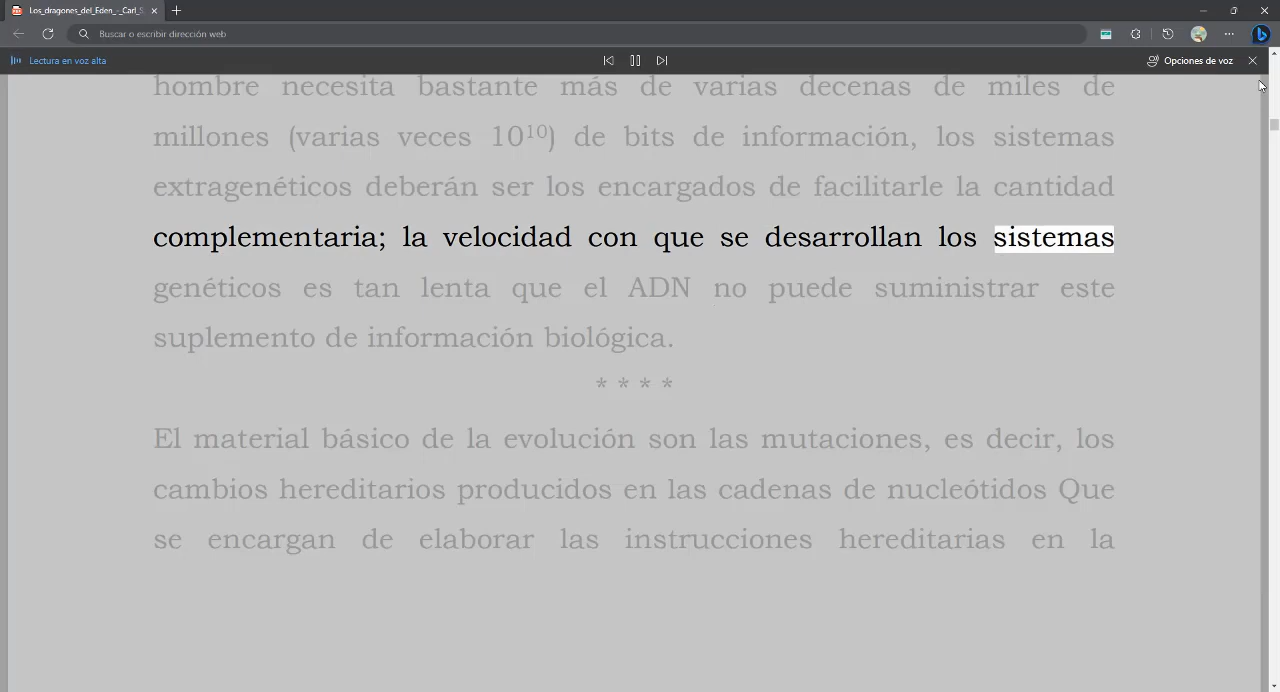 Los_dragones_del_Eden_-_Carl_S
Buscar o escribir dirección web
Lectura en voz alta
Opciones de voz
hombre necesita bastante más de varias decenas de miles de
millones (varias veces 10¹⁰) de bits de información, los sistemas
extragenéticos deberán ser los encargados de facilitarle la cantidad
complementaria; la velocidad con que se desarrollan los sistemas
genéticos es tan lenta que el ADN no puede suministrar este
suplemento de información biológica.
* * * *
El material básico de la evolución son las mutaciones, es decir, los
cambios hereditarios producidos en las cadenas de nucleótidos Que
se encargan de elaborar las instrucciones hereditarias en la